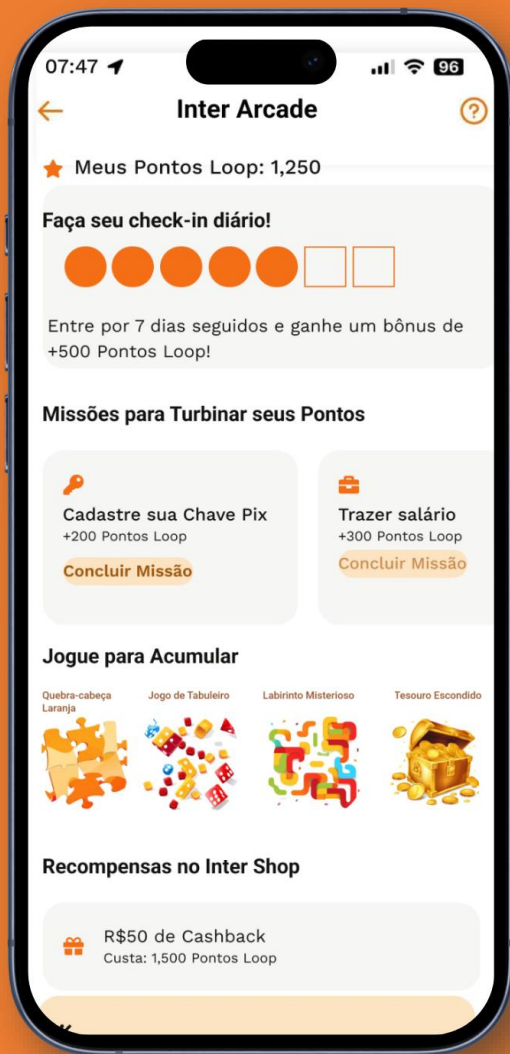 07:47
96
Inter Arcade
?
Meus Pontos Loop: 1,250
Faça seu check-in diário!
Entre por 7 dias seguidos e ganhe um bônus de
+500 Pontos Loop!
Missões para Turbinar seus Pontos
Cadastre sua Chave Pix
+200 Pontos Loop
Concluir Missão
Trazer salário
+300 Pontos Loop
Concluir Missão
Jogue para Acumular
Quebra-cabeça
Laranja
Jogo de Tabuleiro
Labirinto Misterioso
Tesouro Escondido
Recompensas no Inter Shop
R$50 de Cashback
Custa: 1,500 Pontos Loop